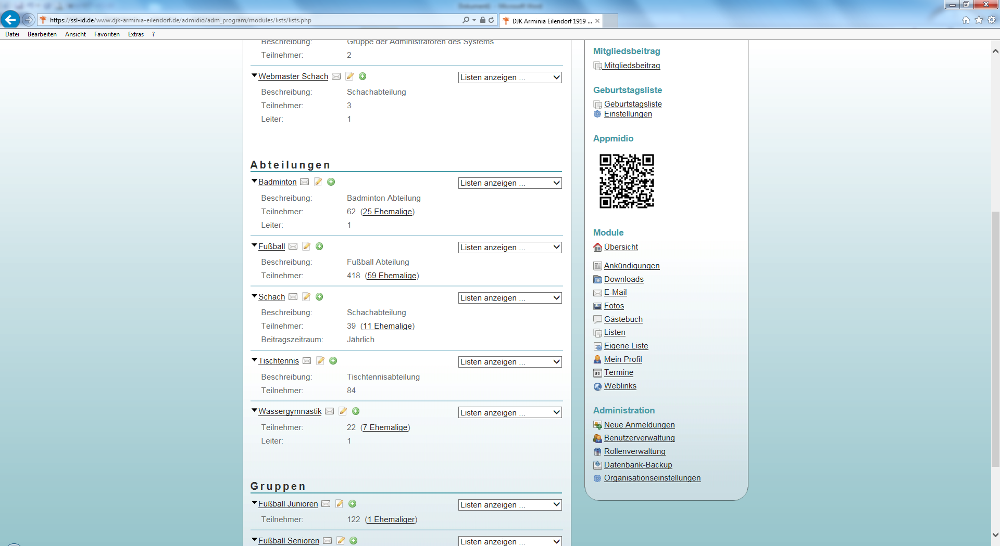 Dokument1 - Microsoft Word
https://ssl-id.de/www.djk-arminia-eilendorf.de/admidio/adm_program/modules/lists/lists.php
DJK Arminia Eilendorf 1919 ...
Datei Bearbeiten Ansicht Favoriten Extras ?
Beschreibung: Gruppe der Administratoren des Systems
Teilnehmer: 2
Webmaster Schach Listen anzeigen ...
Beschreibung: Schachabteilung
Teilnehmer: 3
Leiter: 1
Abteilungen
Badminton Listen anzeigen ...
Beschreibung: Badminton Abteilung
Teilnehmer: 62 (25 Ehemalige)
Leiter: 1
Fußball Listen anzeigen ...
Beschreibung: Fußball Abteilung
Teilnehmer: 418 (59 Ehemalige)
Schach Listen anzeigen ...
Beschreibung: Schachabteilung
Teilnehmer: 39 (11 Ehemalige)
Beitragszeitraum: Jährlich
Tischtennis Listen anzeigen ...
Beschreibung: Tischtennisabteilung
Teilnehmer: 84
Wassergymnastik Listen anzeigen ...
Teilnehmer: 22 (7 Ehemalige)
Leiter: 1
Gruppen
Fußball Junioren Listen anzeigen ...
Teilnehmer: 122 (1 Ehemaliger)
Fußball Senioren Listen anzeigen ...
Mitgliedsbeitrag
Mitgliedsbeitrag
Geburtstagsliste
Geburtstagsliste
Einstellungen
Appmidio
Module
Übersicht
Ankündigungen
Downloads
E-Mail
Fotos
Gästebuch
Listen
Eigene Liste
Mein Profil
Termine
Weblinks
Administration
Neue Anmeldungen
Benutzerverwaltung
Rollenverwaltung
Datenbank-Backup
Organisationseinstellungen